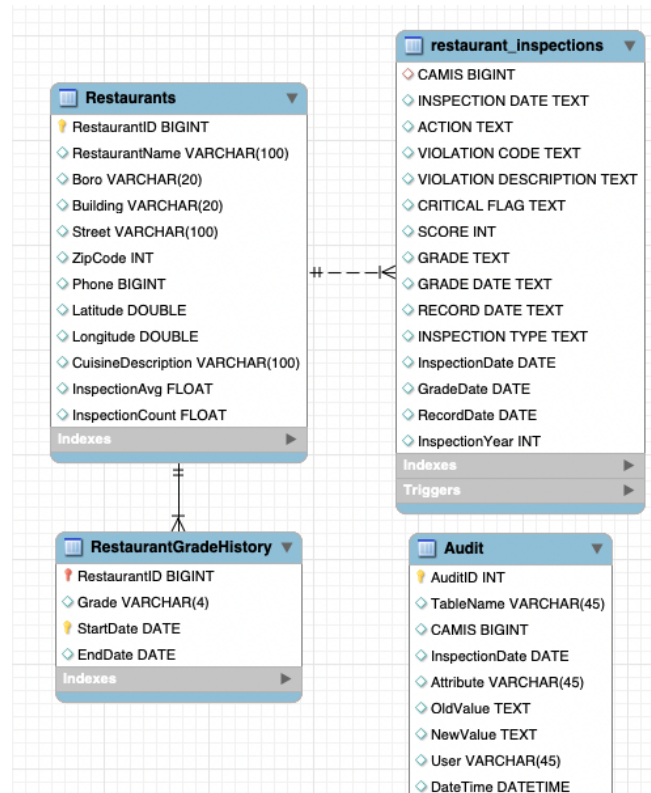 Restaurants
RestaurantID BIGINT
RestaurantName VARCHAR(100)
Boro VARCHAR(20)
Building VARCHAR(20)
Street VARCHAR(100)
ZipCode INT
Phone BIGINT
Latitude DOUBLE
Longitude DOUBLE
CuisineDescription VARCHAR(100)
InspectionAvg FLOAT
InspectionCount FLOAT
Indexes
restaurant_inspections
CAMIS BIGINT
INSPECTION DATE TEXT
ACTION TEXT
VIOLATION CODE TEXT
VIOLATION DESCRIPTION TEXT
CRITICAL FLAG TEXT
SCORE INT
GRADE TEXT
GRADE DATE TEXT
RECORD DATE TEXT
INSPECTION TYPE TEXT
InspectionDate DATE
GradeDate DATE
RecordDate DATE
InspectionYear INT
Indexes
Triggers
RestaurantGradeHistory
RestaurantID BIGINT
Grade VARCHAR(4)
StartDate DATE
EndDate DATE
Indexes
Audit
AuditID INT
TableName VARCHAR(45)
CAMIS BIGINT
InspectionDate DATE
Attribute VARCHAR(45)
OldValue TEXT
NewValue TEXT
User VARCHAR(45)
DateTime DATETIME